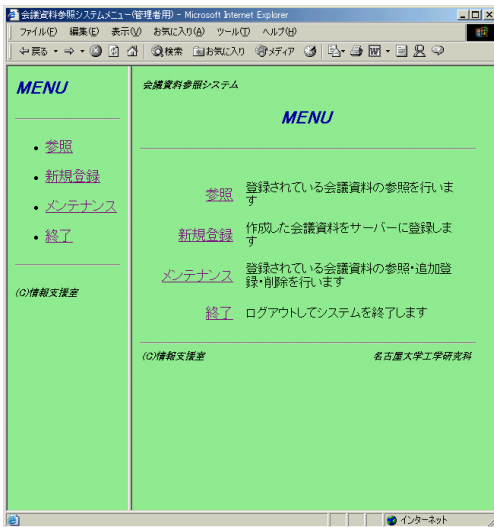 会議資料参照システムメニュー(管理者用) - Microsoft Internet Explorer
ファイル(F) 編集(E) 表示(V) お気に入り(A) ツール(T) ヘルプ(H)
戻る 検索 お気に入り メディア
MENU
参照
新規登録
メンテナンス
終了
(C)情報支援室
会議資料参照システム
MENU
参照 登録されている会議資料の参照を行いま
す
新規登録 作成した会議資料をサーバーに登録しま
す
メンテナンス 登録されている会議資料の参照・追加登
録・削除を行います
終了 ログアウトしてシステムを終了します
(C)情報支援室 名古屋大学工学研究科
インターネット